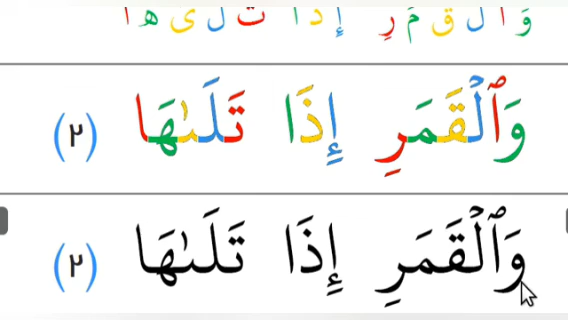 وَ ا ل ق مَ رِ إ ذ ا ت ل ى ه ا
وَٱلۡقَمَرِ إِذَا تَلَىٰهَا (٢)
وَٱلۡقَمَرِ إِذَا تَلَىٰهَا (٢)